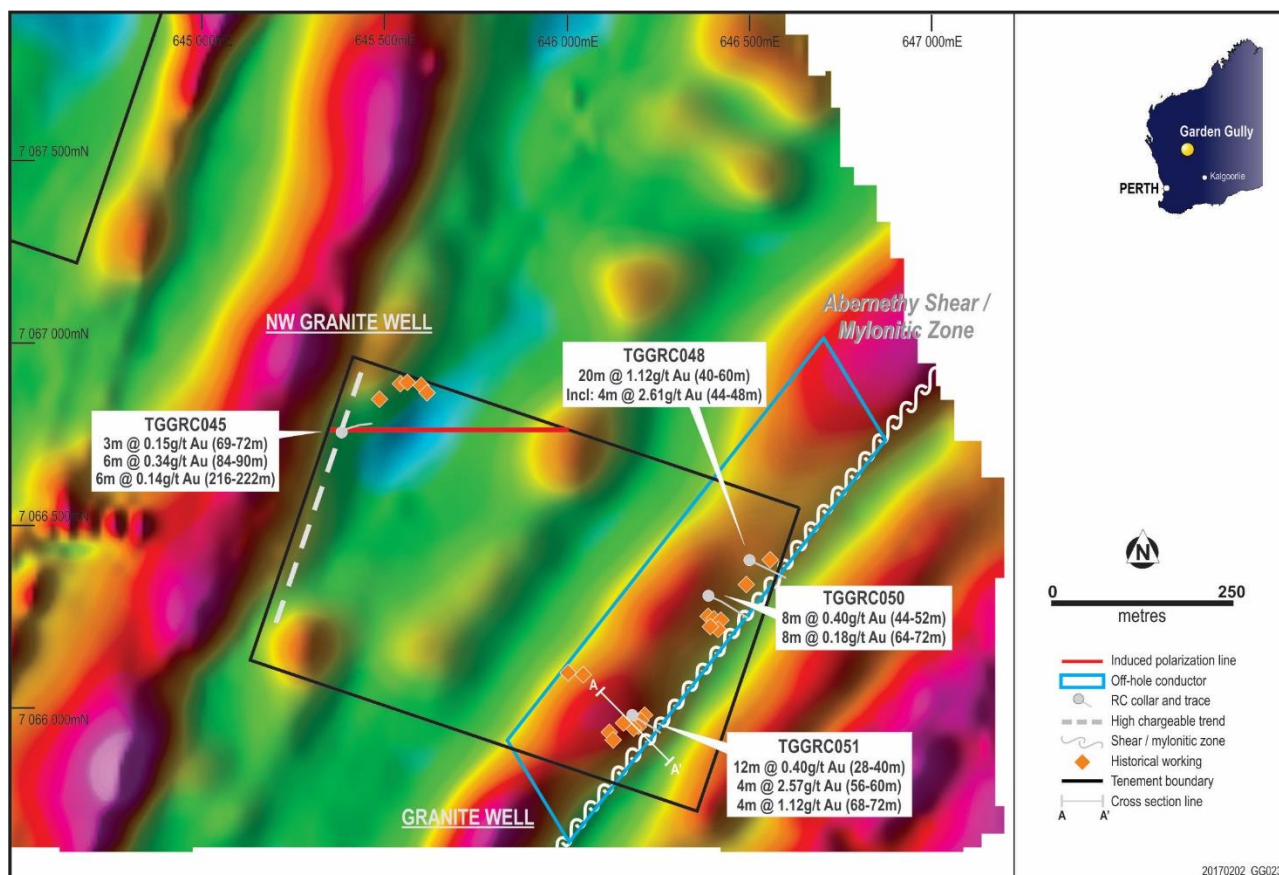 645 000mE
645 500mE
646 000mE
646 500mE
647 000mE
7 067 500mN
7 067 000mN
7 066 500mN
7 066 000mN
NW GRANITE WELL
Abernethy Shear /
Mylonitic Zone
TGGRC048
20m @ 1.12g/t Au (40-60m)
Incl: 4m @ 2.61g/t Au (44-48m)
TGGRC045
3m @ 0.15g/t Au (69-72m)
6m @ 0.34g/t Au (84-90m)
6m @ 0.14g/t Au (216-222m)
TGGRC050
8m @ 0.40g/t Au (44-52m)
8m @ 0.18g/t Au (64-72m)
A
A'
TGGRC051
12m @ 0.40g/t Au (28-40m)
4m @ 2.57g/t Au (56-60m)
4m @ 1.12g/t Au (68-72m)
GRANITE WELL
Garden Gully
Kalgoorlie
PERTH
N
0 250
metres
Induced polarization line
Off-hole conductor
RC collar and trace
High chargeable trend
Shear / mylonitic zone
Historical working
Tenement boundary
Cross section line
A A'